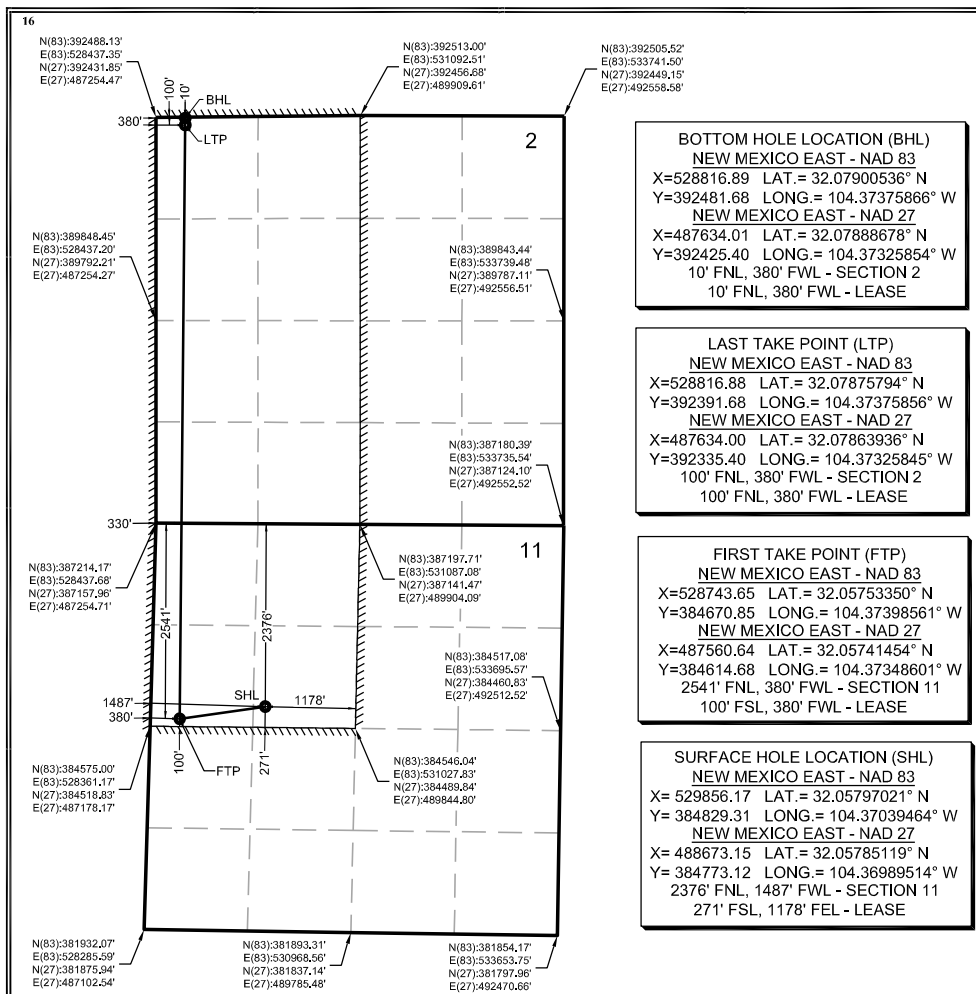 16
N(83):392488.13'
E(83):528437.35'
N(27):392431.85'
E(27):487254.47'
N(83):392513.00'
E(83):531092.51'
N(27):392456.68'
E(27):489909.61'
N(83):392505.52'
E(83):533741.50'
N(27):392449.15'
E(27):492558.58'
100'
10'
BHL
380'
LTP
2
N(83):389848.45'
E(83):528437.20'
N(27):389792.21'
E(27):487254.27'
N(83):389843.44'
E(83):533739.48'
N(27):389787.11'
E(27):492556.51'
N(83):387180.39'
E(83):533735.54'
N(27):387124.10'
E(27):492552.52'
330'
11
N(83):387214.17'
E(83):528437.68'
N(27):387157.96'
E(27):487254.71'
N(83):387197.71'
E(83):531087.08'
N(27):387141.47'
E(27):489904.09'
2541'
2376'
N(83):384517.08'
E(83):533695.57'
N(27):384460.83'
E(27):492512.52'
1487'
SHL
1178'
380'
100'
FTP
271'
N(83):384575.00'
E(83):528361.17'
N(27):384518.83'
E(27):487178.17'
N(83):384546.04'
E(83):531027.83'
N(27):384489.84'
E(27):489844.80'
N(83):381932.07'
E(83):528285.59'
N(27):381875.94'
E(27):487102.54'
N(83):381893.31'
E(83):530968.56'
N(27):381837.14'
E(27):489785.48'
N(83):381854.17'
E(83):533653.75'
N(27):381797.96'
E(27):492470.66'
BOTTOM HOLE LOCATION (BHL)
NEW MEXICO EAST - NAD 83
X=528816.89 LAT.= 32.07900536° N
Y=392481.68 LONG.= 104.37375866° W
NEW MEXICO EAST - NAD 27
X=487634.01 LAT.= 32.07888678° N
Y=392425.40 LONG.= 104.37325854° W
10' FNL, 380' FWL - SECTION 2
10' FNL, 380' FWL - LEASE
LAST TAKE POINT (LTP)
NEW MEXICO EAST - NAD 83
X=528816.88 LAT.= 32.07875794° N
Y=392391.68 LONG.= 104.37375856° W
NEW MEXICO EAST - NAD 27
X=487634.00 LAT.= 32.07863936° N
Y=392335.40 LONG.= 104.37325845° W
100' FNL, 380' FWL - SECTION 2
100' FNL, 380' FWL - LEASE
FIRST TAKE POINT (FTP)
NEW MEXICO EAST - NAD 83
X=528743.65 LAT.= 32.05753350° N
Y=384670.85 LONG.= 104.37398561° W
NEW MEXICO EAST - NAD 27
X=487560.64 LAT.= 32.05741454° N
Y=384614.68 LONG.= 104.37348601° W
2541' FNL, 380' FWL - SECTION 11
100' FSL, 380' FWL - LEASE
SURFACE HOLE LOCATION (SHL)
NEW MEXICO EAST - NAD 83
X= 529856.17 LAT.= 32.05797021° N
Y= 384829.31 LONG.= 104.37039464° W
NEW MEXICO EAST - NAD 27
X= 488673.15 LAT.= 32.05785119° N
Y= 384773.12 LONG.= 104.36989514° W
2376' FNL, 1487' FWL - SECTION 11
271' FSL, 1178' FEL - LEASE